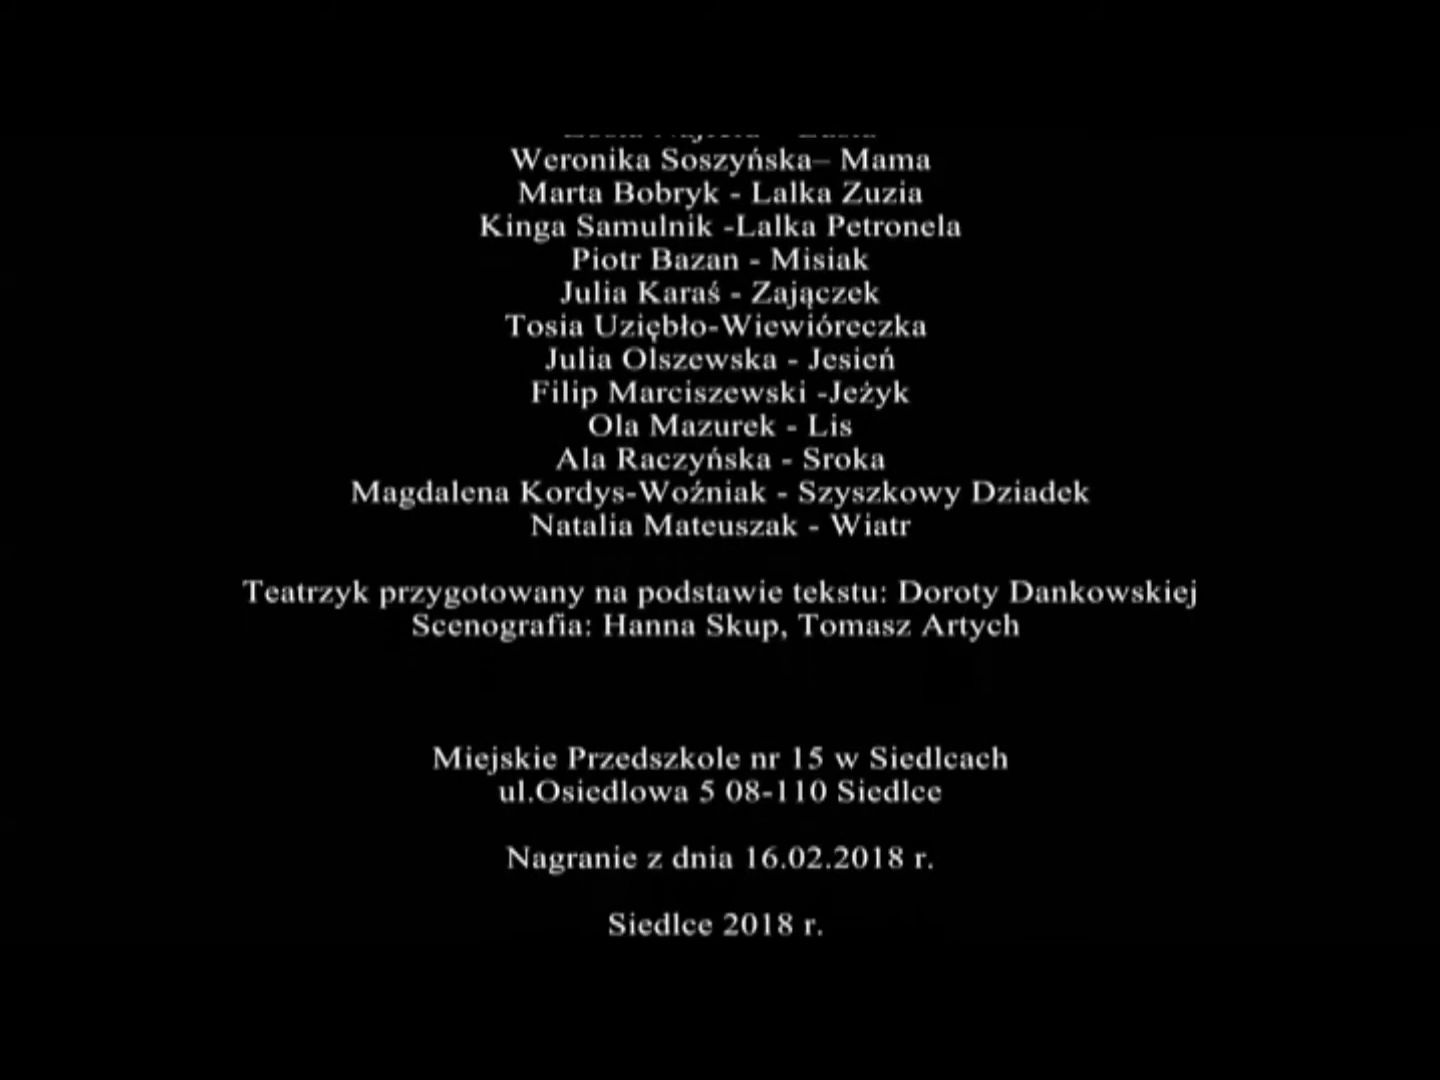 Weronika Soszyńska– Mama
Marta Bobryk - Lalka Zuzia
Kinga Samulnik -Lalka Petronela
Piotr Bazan - Misiak
Julia Karaś - Zajączek
Tosia Uziębło-Wiewióreczka
Julia Olszewska - Jesień
Filip Marciszewski -Jeżyk
Ola Mazurek - Lis
Ala Raczyńska - Sroka
Magdalena Kordys-Woźniak - Szyszkowy Dziadek
Natalia Mateuszak - Wiatr
Teatrzyk przygotowany na podstawie tekstu: Doroty Dankowskiej
Scenografia: Hanna Skup, Tomasz Artych
Miejskie Przedszkole nr 15 w Siedlcach
ul.Osiedlowa 5 08-110 Siedlce
Nagranie z dnia 16.02.2018 r.
Siedlce 2018 r.